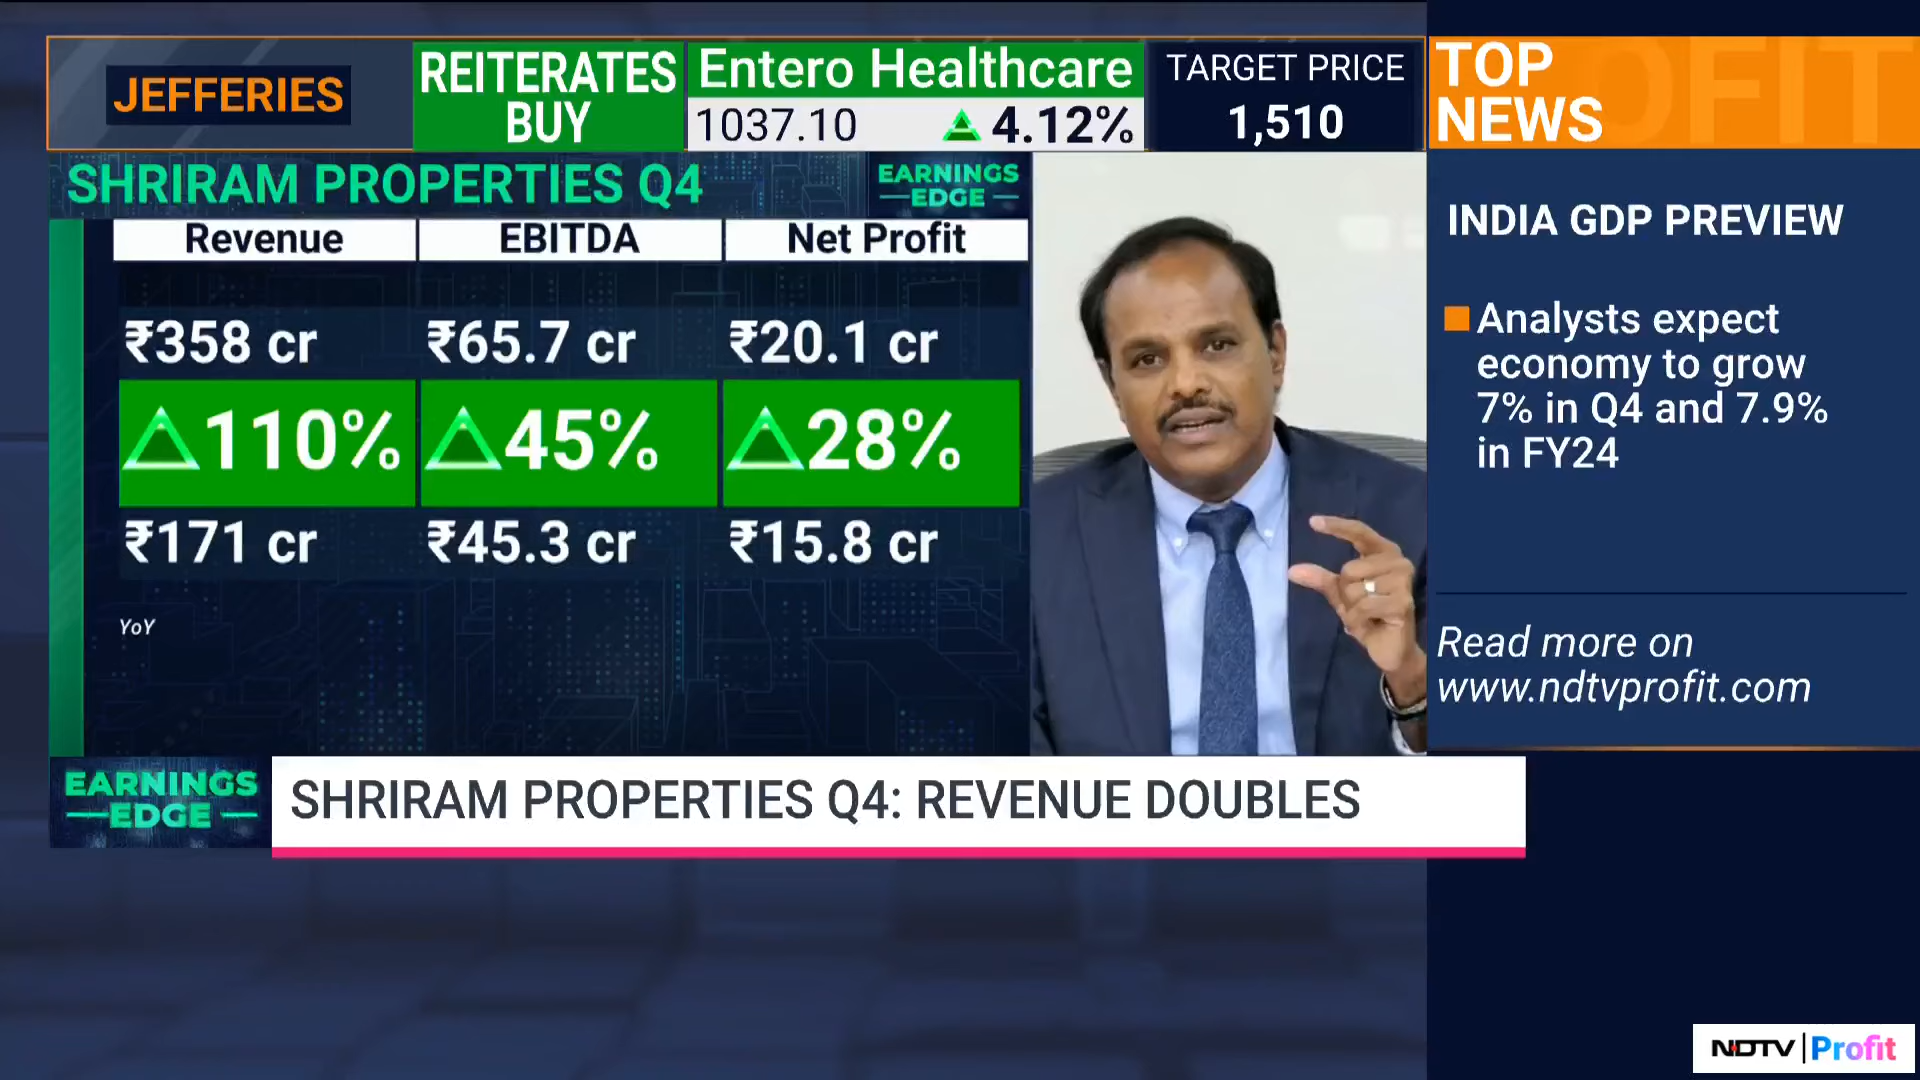 JEFFERIES
REITERATES
BUY
Entero Healthcare
1037.10 4.12%
TARGET PRICE
1,510
TOP
NEWS
SHRIRAM PROPERTIES Q4
EARNINGS
EDGE
Revenue EBITDA Net Profit
₹358 cr ₹65.7 cr ₹20.1 cr
110% 45% 28%
₹171 cr ₹45.3 cr ₹15.8 cr
YoY
INDIA GDP PREVIEW
Analysts expect
economy to grow
7% in Q4 and 7.9%
in FY24
Read more on
www.ndtvprofit.com
EARNINGS
EDGE
SHRIRAM PROPERTIES Q4: REVENUE DOUBLES
NDTV Profit